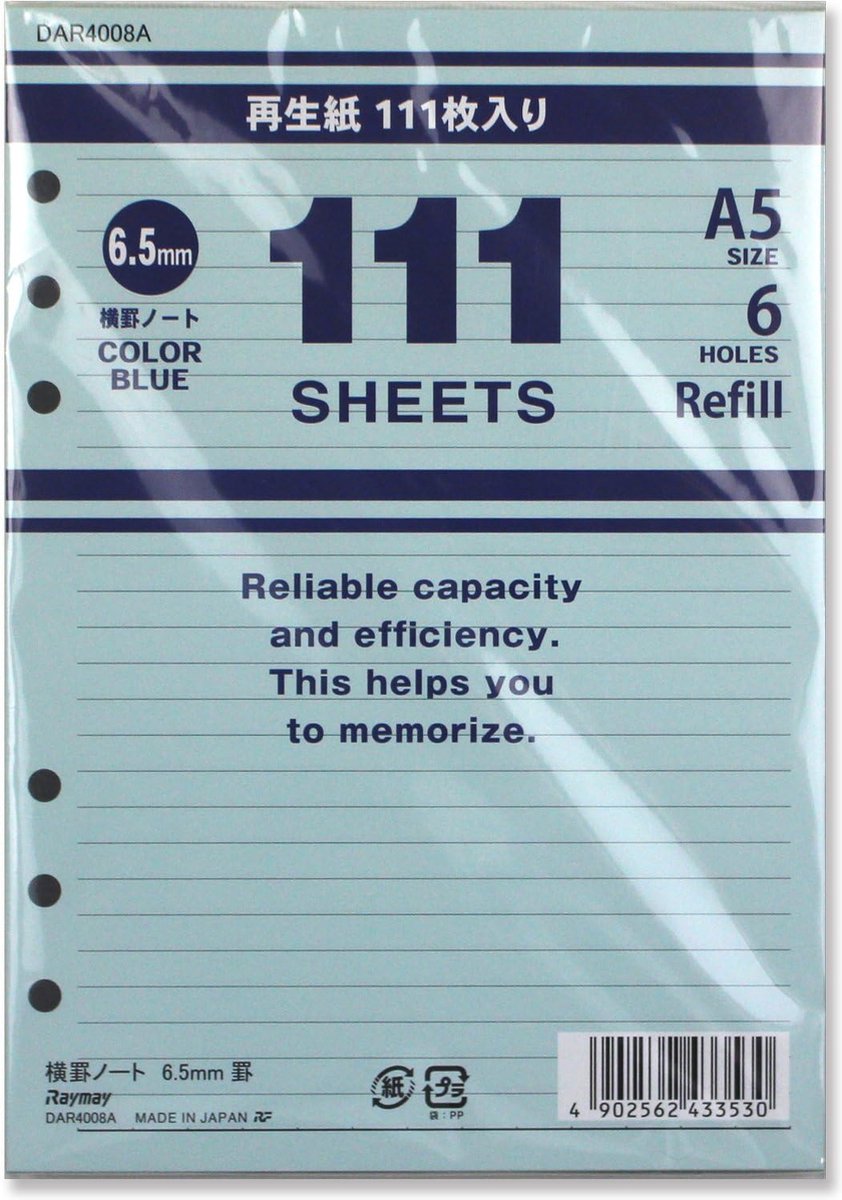 DAR4008A
再生紙 111枚入り
6.5mm
横罫ノート
COLOR
BLUE
111
SHEETS
A5
SIZE
6
HOLES
Refill
Reliable capacity
and efficiency.
This helps you
to memorize.
横罫ノート 6.5mm 罫
Raymay
DAR4008A MADE IN JAPAN RF
紙
プラ
袋：PP
4 902562 433530